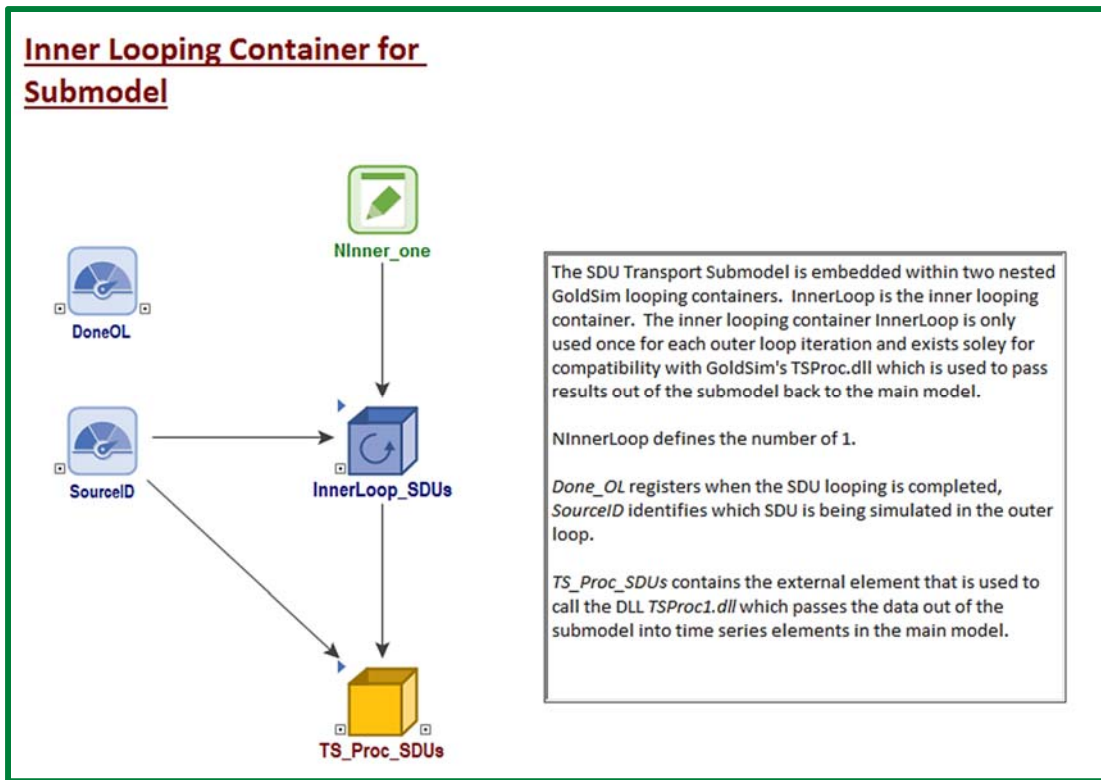 Inner Looping Container for
Submodel
NInner_one
DoneOL
SourceID
InnerLoop_SDUs
TS_Proc_SDUs
The SDU Transport Submodel is embedded within two nested
GoldSim looping containers.  InnerLoop is the inner looping
container.  The inner looping container InnerLoop is only
used once for each outer loop iteration and exists soley for
compatibility with GoldSim's TSProc.dll which is used to pass
results out of the submodel back to the main model.
NInnerLoop defines the number of 1.
Done_OL registers when the SDU looping is completed,
SourceID identifies which SDU is being simulated in the outer
loop.
TS_Proc_SDUs contains the external element that is used to
call the DLL TSProc1.dll which passes the data out of the
submodel into time series elements in the main model.